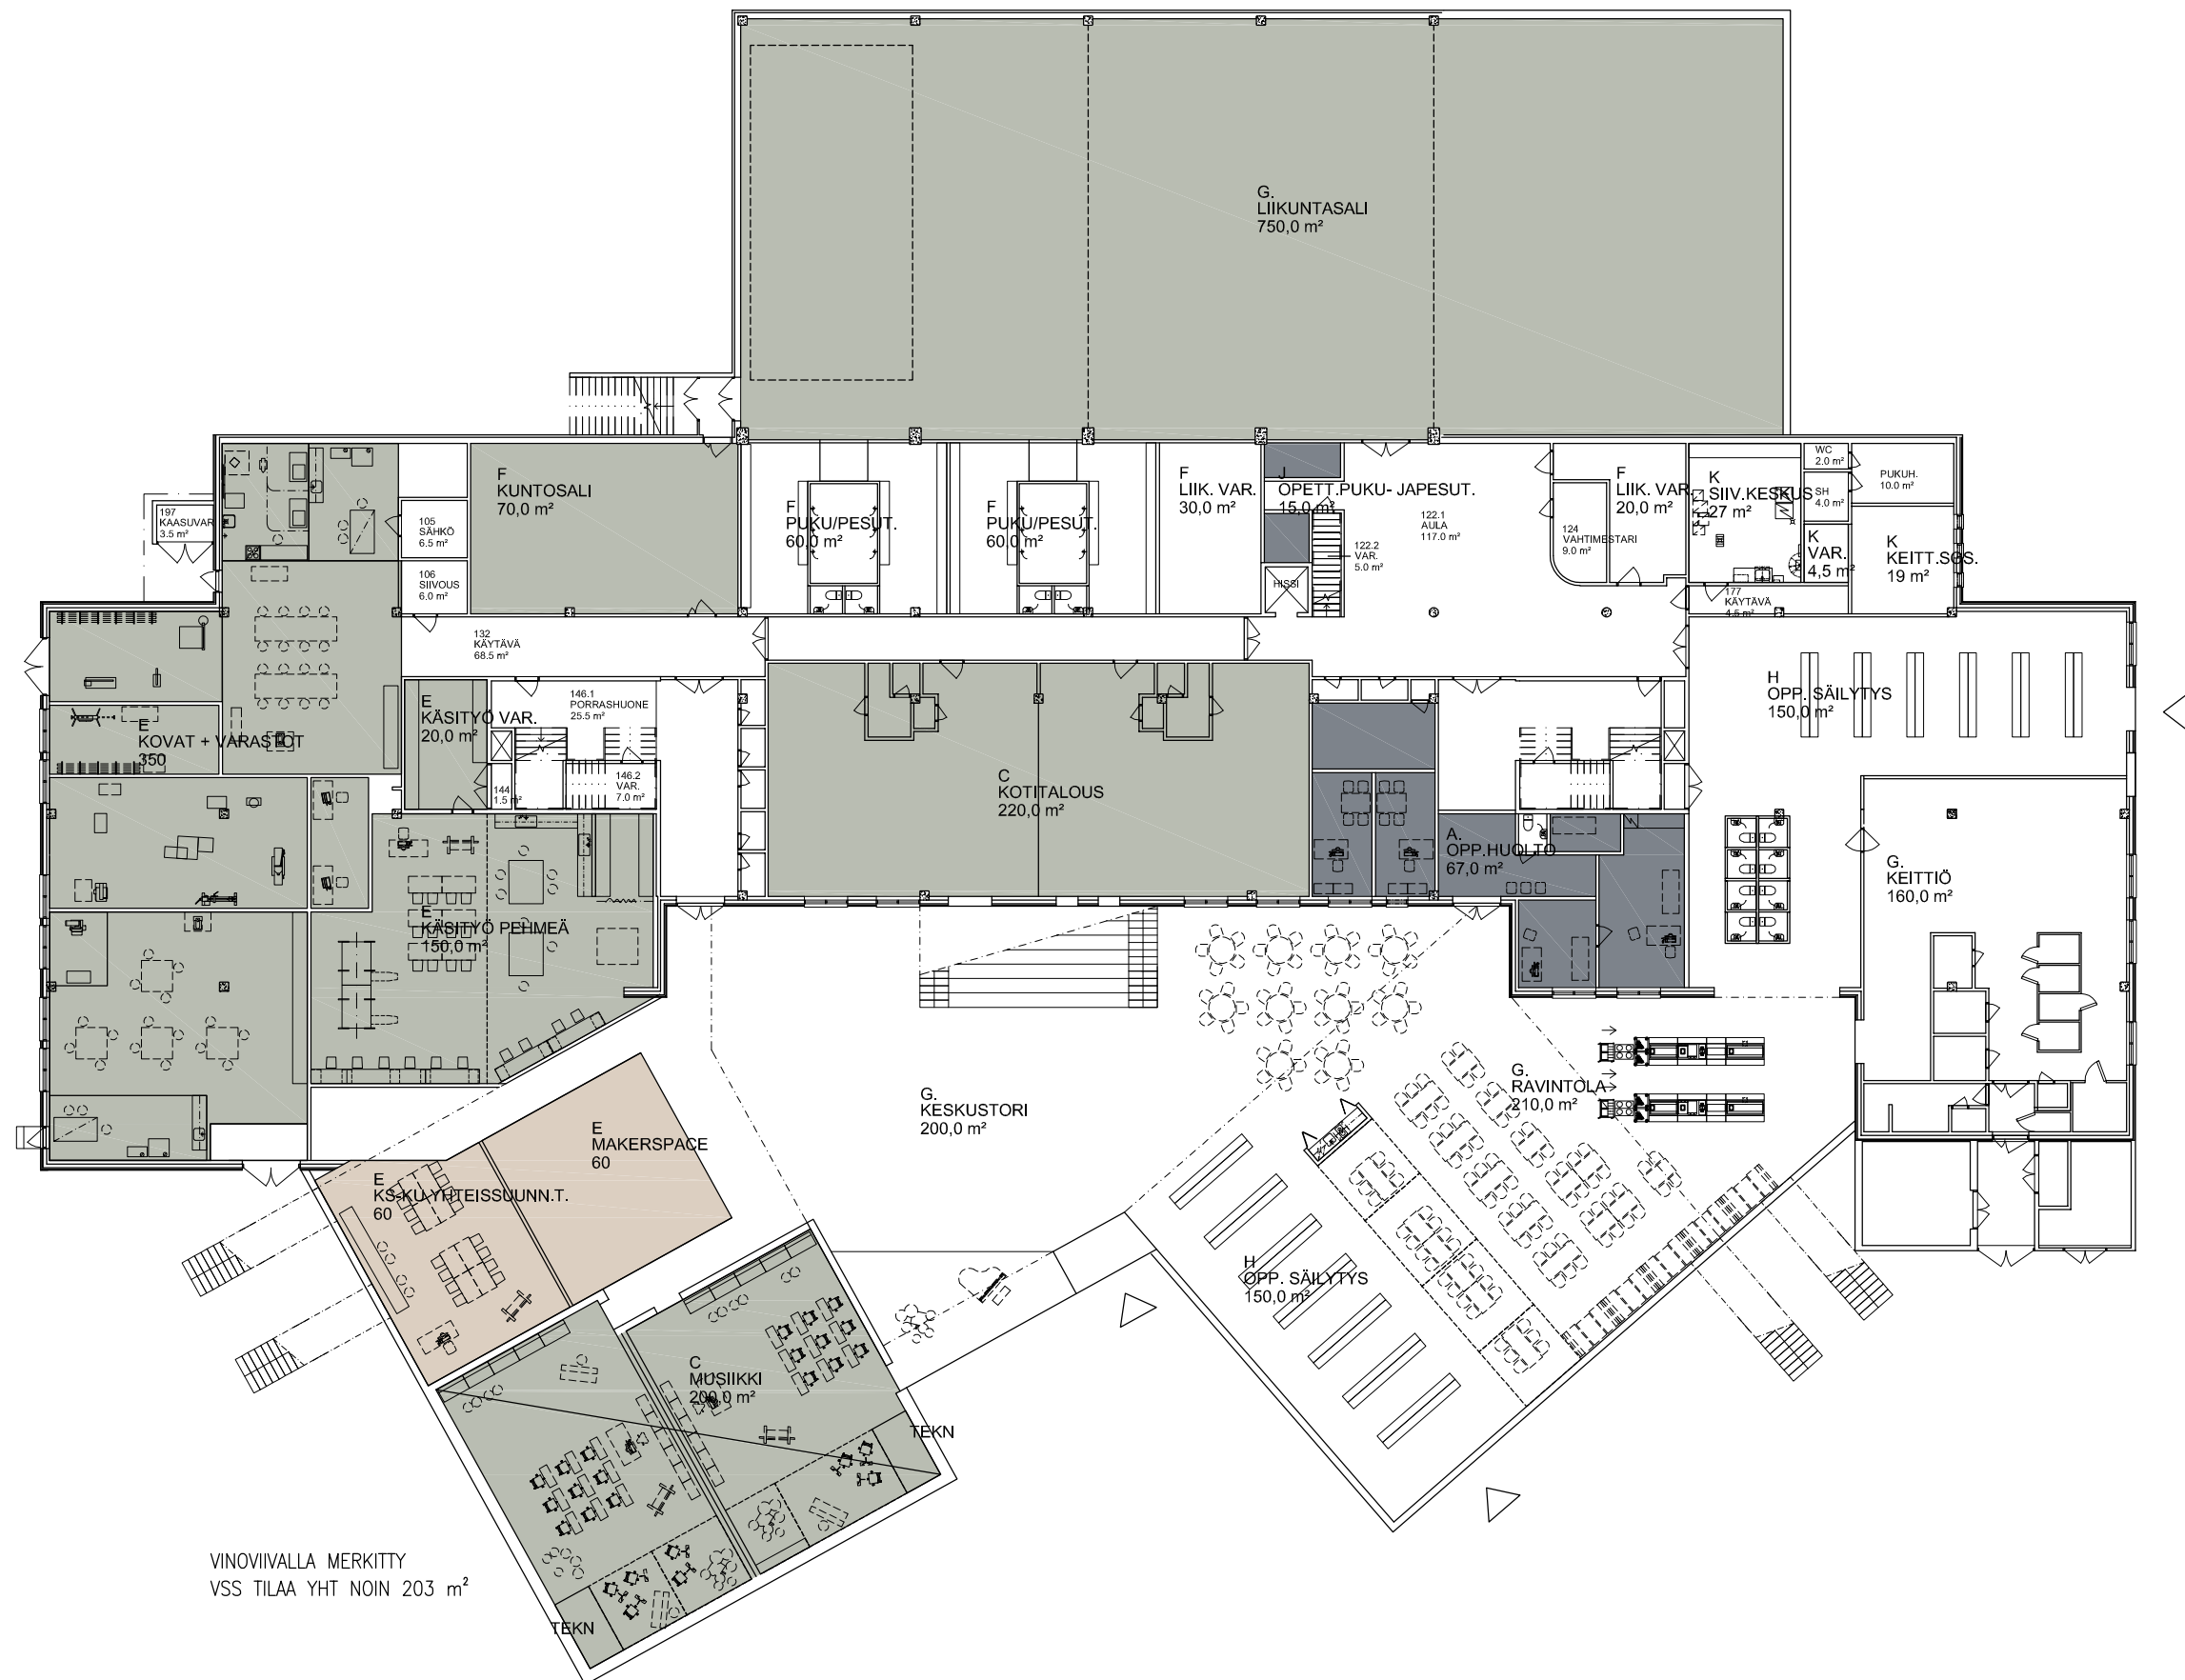 G.
LIIKUNTASALI
750,0 m²
F
KUNTOSALI
70,0 m²
F
PUKU/PESUT.
60,0 m²
F
PUKU/PESUT.
60,0 m²
F
LIIK. VAR.
30,0 m²
J
OPETT.PUKU- JAPESUT.
15,0 m²
122.1
AULA
117.0 m²
122.2
VAR.
5.0 m²
HISSI
F
LIIK. VAR.
20,0 m²
124
VAHTIMESTARI
9.0 m²
K
SIIV.KESKUS
27 m²
WC
2.0 m²
SH
4.0 m²
PUKUH.
10.0 m²
K
VAR.
4,5 m²
K
KEITT.SOS.
19 m²
177
KÄYTÄVÄ
4.5 m²
197
KAASUVAR
3.5 m²
105
SÄHKÖ
6.5 m²
106
SIIVOUS
6.0 m²
132
KÄYTÄVÄ
68.5 m²
E
KOVAT + VARASTOT
350
E
KÄSITYÖ VAR.
20,0 m²
146.1
PORRASHUONE
25.5 m²
146.2
VAR.
7.0 m²
144
1.5 m²
C
KOTITALOUS
220,0 m²
H
OPP. SÄILYTYS
150,0 m²
A.
OPP.HUOLTO
67,0 m²
G.
KEITTIÖ
160,0 m²
E
KÄSITYÖ PEHMEÄ
150,0 m²
G.
KESKUSTORI
200,0 m²
G.
RAVINTOLA
210,0 m²
E
MAKERSPACE
60
E
KS-KU-YHTEISSUUNN.T.
60
H
OPP. SÄILYTYS
150,0 m²
C
MUSIIKKI
200,0 m²
TEKN
TEKN
VINOVIIVALLA MERKITTY
VSS TILAA YHT NOIN 203 m²